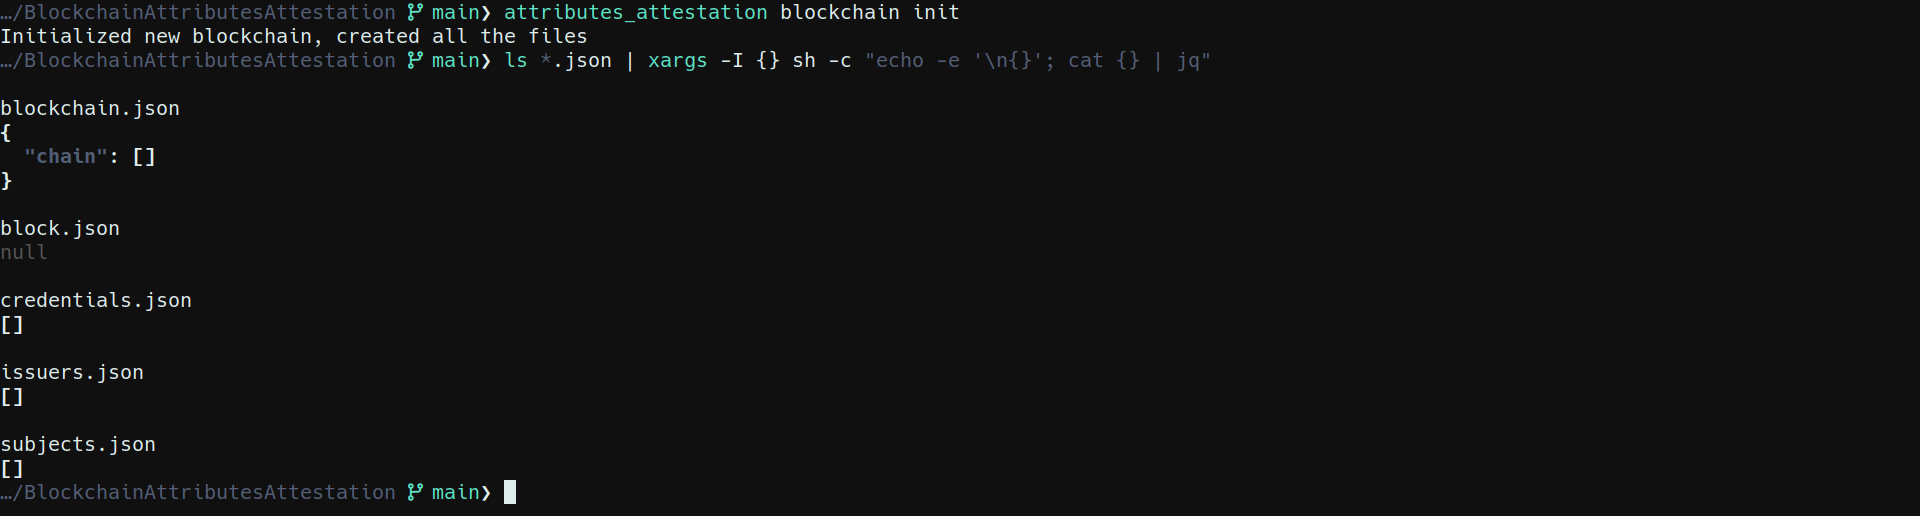 …/BlockchainAttributesAttestation main❯ attributes_attestation blockchain init
Initialized new blockchain, created all the files
…/BlockchainAttributesAttestation main❯ ls *.json | xargs -I {} sh -c "echo -e '\n{}'; cat {} | jq"
blockchain.json
{
  "chain": []
}
block.json
null
credentials.json
[]
issuers.json
[]
subjects.json
[]
…/BlockchainAttributesAttestation main❯